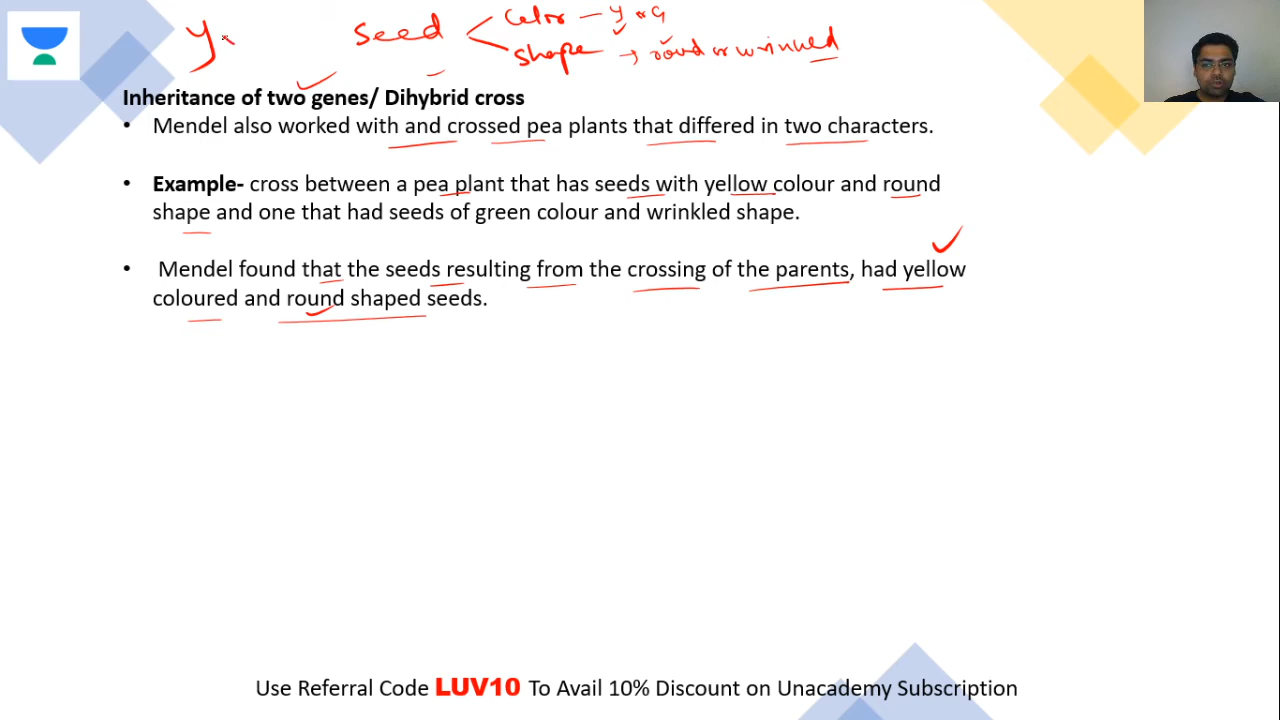 y
seed
color – y or G
shape → round or wrinkled
Inheritance of two genes/ Dihybrid cross
• Mendel also worked with and crossed pea plants that differed in two characters.
• Example- cross between a pea plant that has seeds with yellow colour and round
shape and one that had seeds of green colour and wrinkled shape.
• Mendel found that the seeds resulting from the crossing of the parents, had yellow
coloured and round shaped seeds.
Use Referral Code LUV10 To Avail 10% Discount on Unacademy Subscription